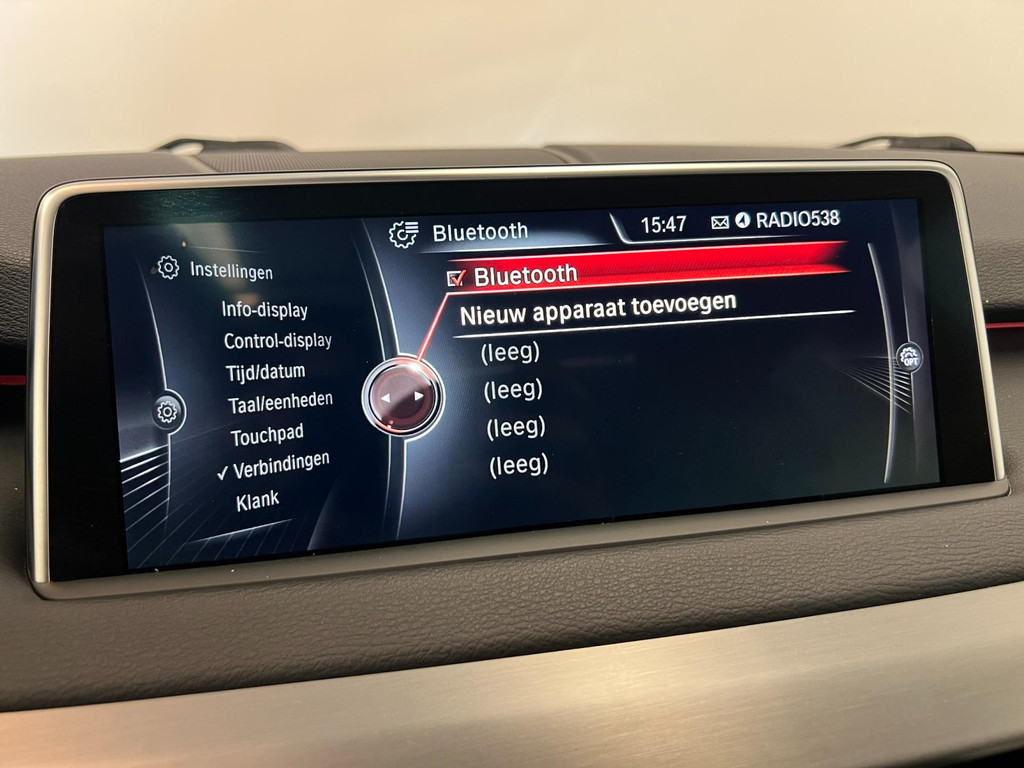 Instellingen
Info-display
Control-display
Tijd/datum
Taal/eenheden
Touchpad
Verbindingen
Klank
Bluetooth
15:47
RADIO538
Bluetooth
Nieuw apparaat toevoegen
(leeg)
(leeg)
(leeg)
(leeg)
OPT